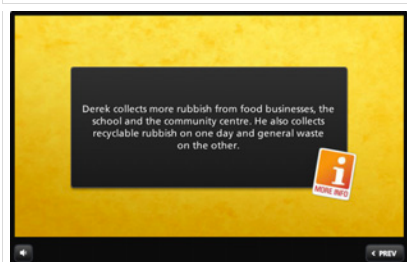 Derek collects more rubbish from food businesses, the
school and the community centre. He also collects
recyclable rubbish on one day and general waste
on the other.
i
MORE INFO
< PREV